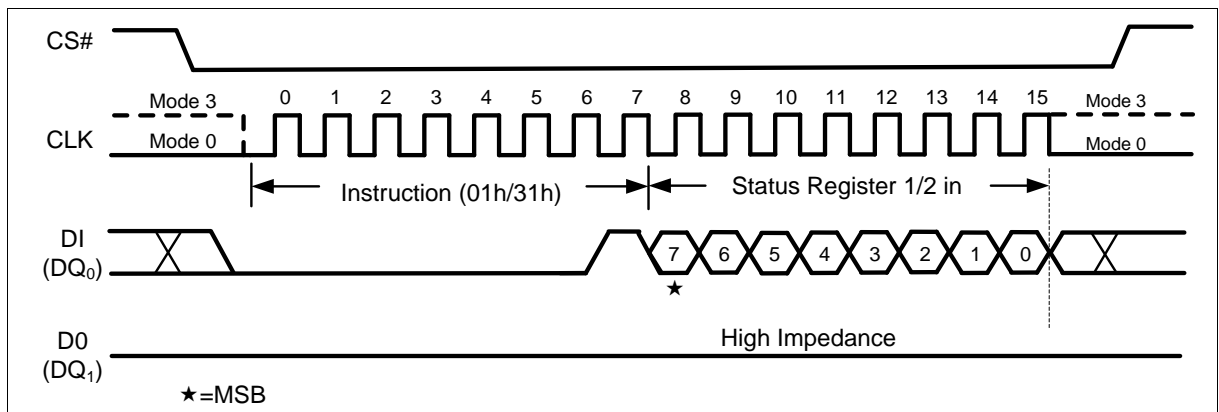 CS#
Mode 3
0 1 2 3 4 5 6 7 8 9 10 11 12 13 14 15
Mode 3
CLK
Mode 0
Mode 0
Instruction (01h/31h)
Status Register 1/2 in
DI
(DQ0)
7 6 5 4 3 2 1 0
★
D0
(DQ1)
High Impedance
★=MSB